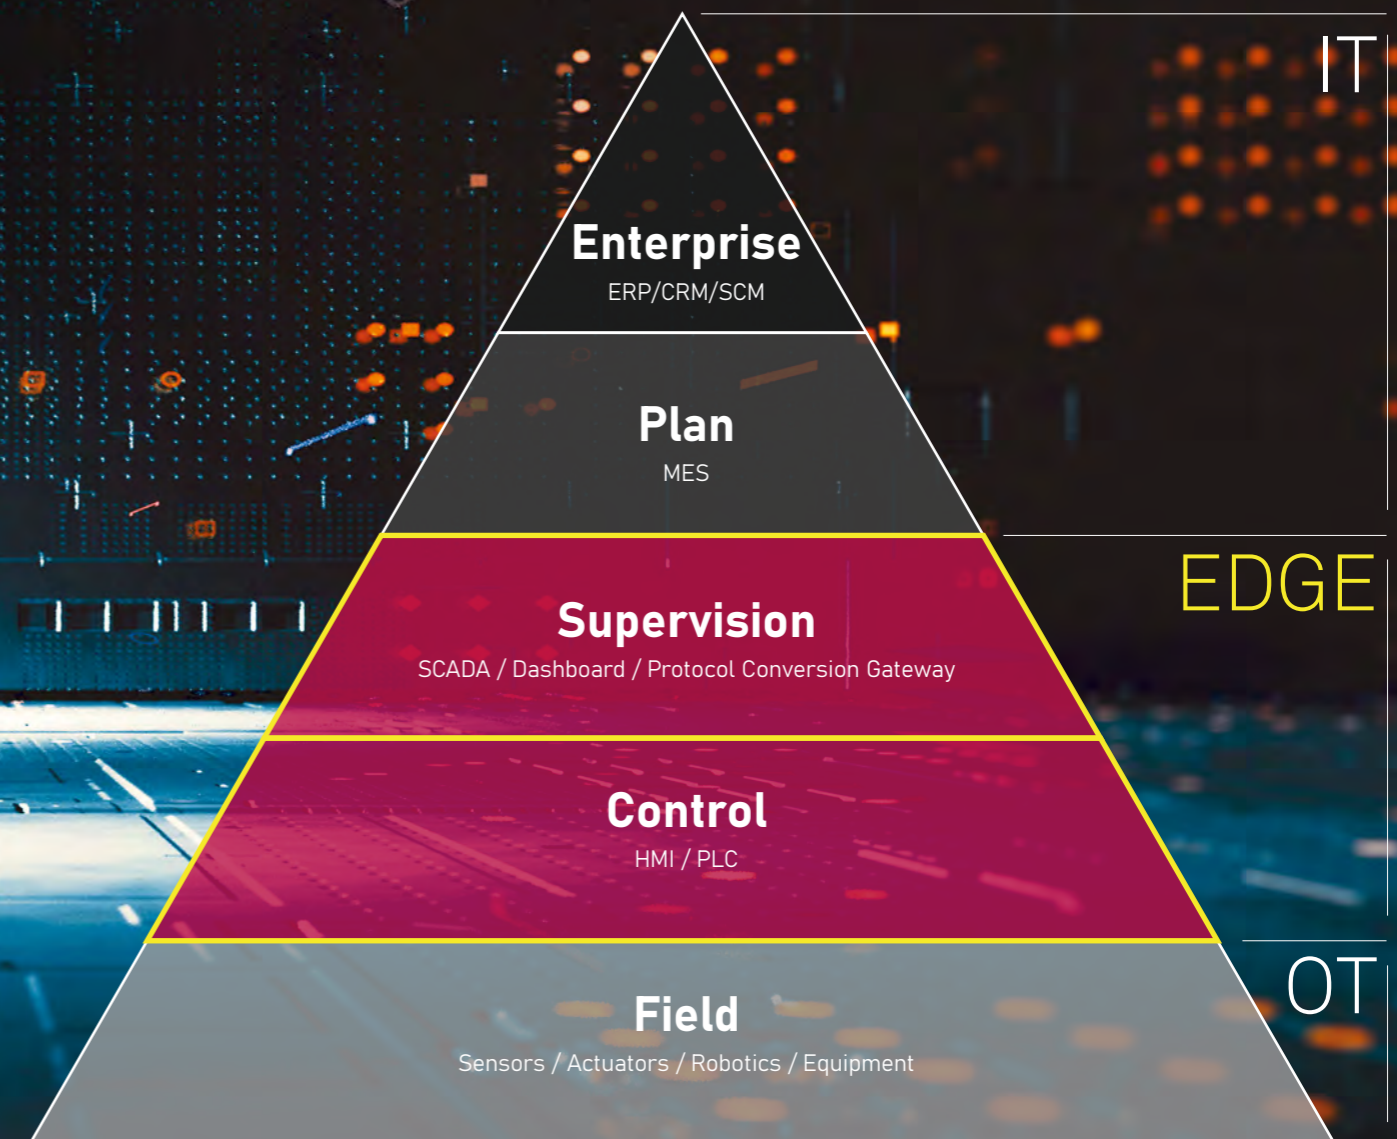 IT
Enterprise
ERP/CRM/SCM
Plan
MES
EDGE
Supervision
SCADA / Dashboard / Protocol Conversion Gateway
Control
HMI / PLC
OT
Field
Sensors / Actuators / Robotics / Equipment